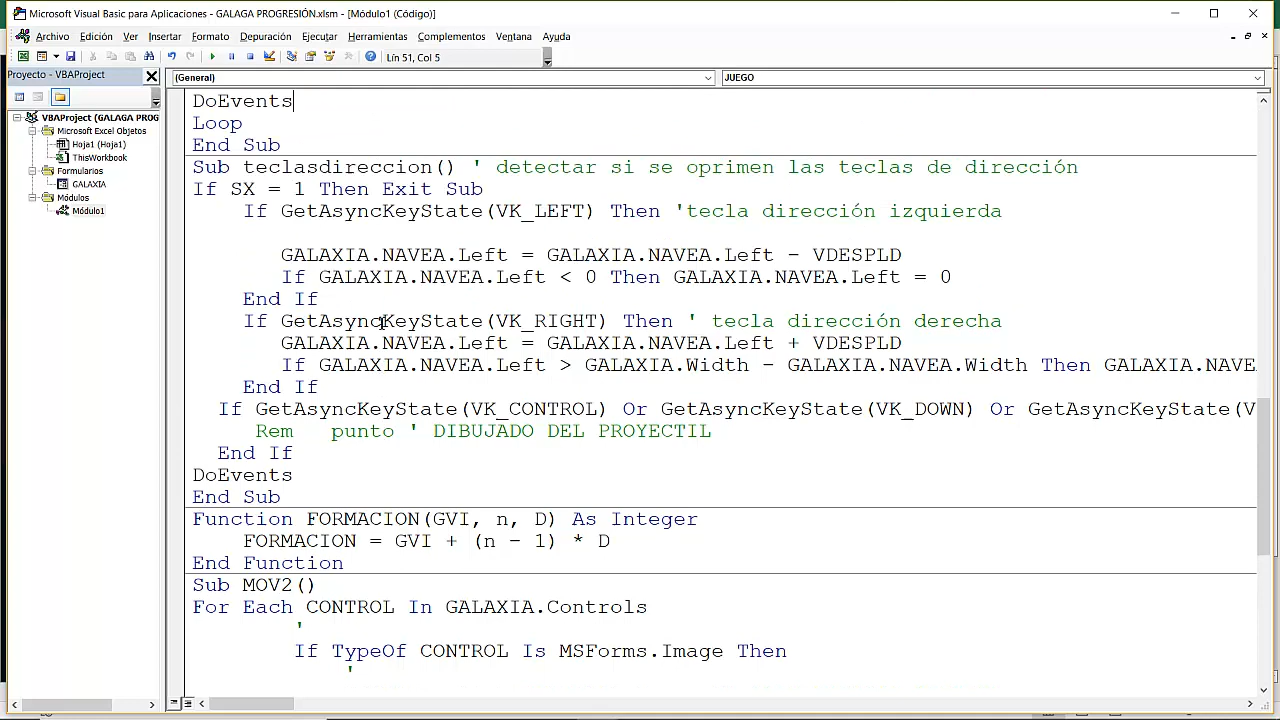 Microsoft Visual Basic para Aplicaciones - GALAGA PROGRESIÓN.xlsm - [Módulo1 (Código)]
Archivo Edición Ver Insertar Formato Depuración Ejecutar Herramientas Complementos Ventana Ayuda
Lín 51, Col 5
Proyecto - VBAProject
(General)
JUEGO
VBAProject (GALAGA PROG
Microsoft Excel Objetos
Hoja1 (Hoja1)
ThisWorkbook
Formularios
GALAXIA
Módulos
Módulo1
DoEvents
Loop
End Sub
Sub teclasdireccion() ' detectar si se oprimen las teclas de dirección
If SX = 1 Then Exit Sub
If GetAsyncKeyState(VK_LEFT) Then 'tecla dirección izquierda
GALAXIA.NAVEA.Left = GALAXIA.NAVEA.Left - VDESPLD
If GALAXIA.NAVEA.Left < 0 Then GALAXIA.NAVEA.Left = 0
End If
If GetAsyncKeyState(VK_RIGHT) Then ' tecla dirección derecha
GALAXIA.NAVEA.Left = GALAXIA.NAVEA.Left + VDESPLD
If GALAXIA.NAVEA.Left > GALAXIA.Width - GALAXIA.NAVEA.Width Then GALAXIA.NAVE
End If
If GetAsyncKeyState(VK_CONTROL) Or GetAsyncKeyState(VK_DOWN) Or GetAsyncKeyState(V
Rem punto ' DIBUJADO DEL PROYECTIL
End If
DoEvents
End Sub
Function FORMACION(GVI, n, D) As Integer
FORMACION = GVI + (n - 1) * D
End Function
Sub MOV2()
For Each CONTROL In GALAXIA.Controls
'
If TypeOf CONTROL Is MSForms.Image Then
'